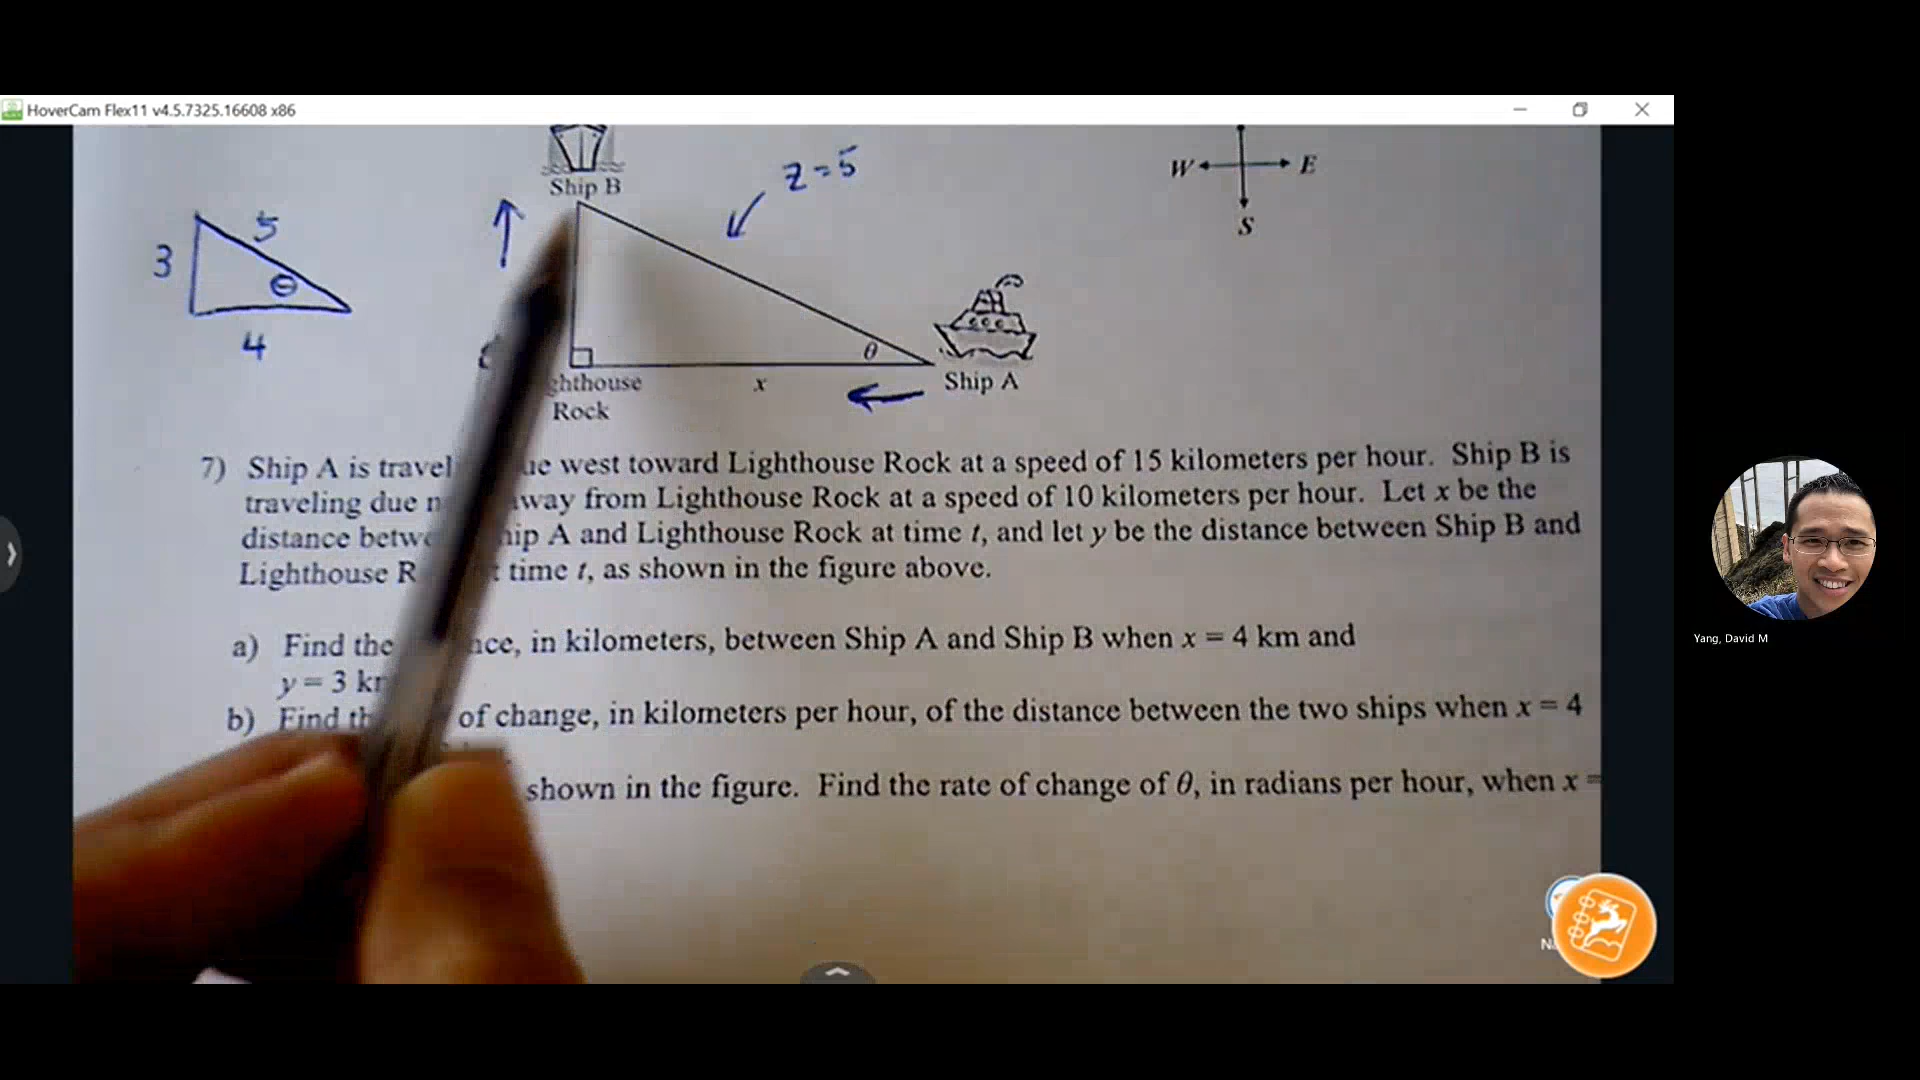 HoverCam Flex11 v4.5.7325.16608 x86
z=5
W E
S
Ship B
3 5 θ
4
θ
x
Ship A
hthouse
Rock
7) Ship A is travel west toward Lighthouse Rock at a speed of 15 kilometers per hour. Ship B is
traveling due way from Lighthouse Rock at a speed of 10 kilometers per hour. Let x be the
distance betw ip A and Lighthouse Rock at time t, and let y be the distance between Ship B and
Lighthouse R time t, as shown in the figure above.
a) Find the ce, in kilometers, between Ship A and Ship B when x = 4 km and
y = 3 k
b) Find th of change, in kilometers per hour, of the distance between the two ships when x = 4
shown in the figure. Find the rate of change of θ, in radians per hour, when x =
Yang, David M